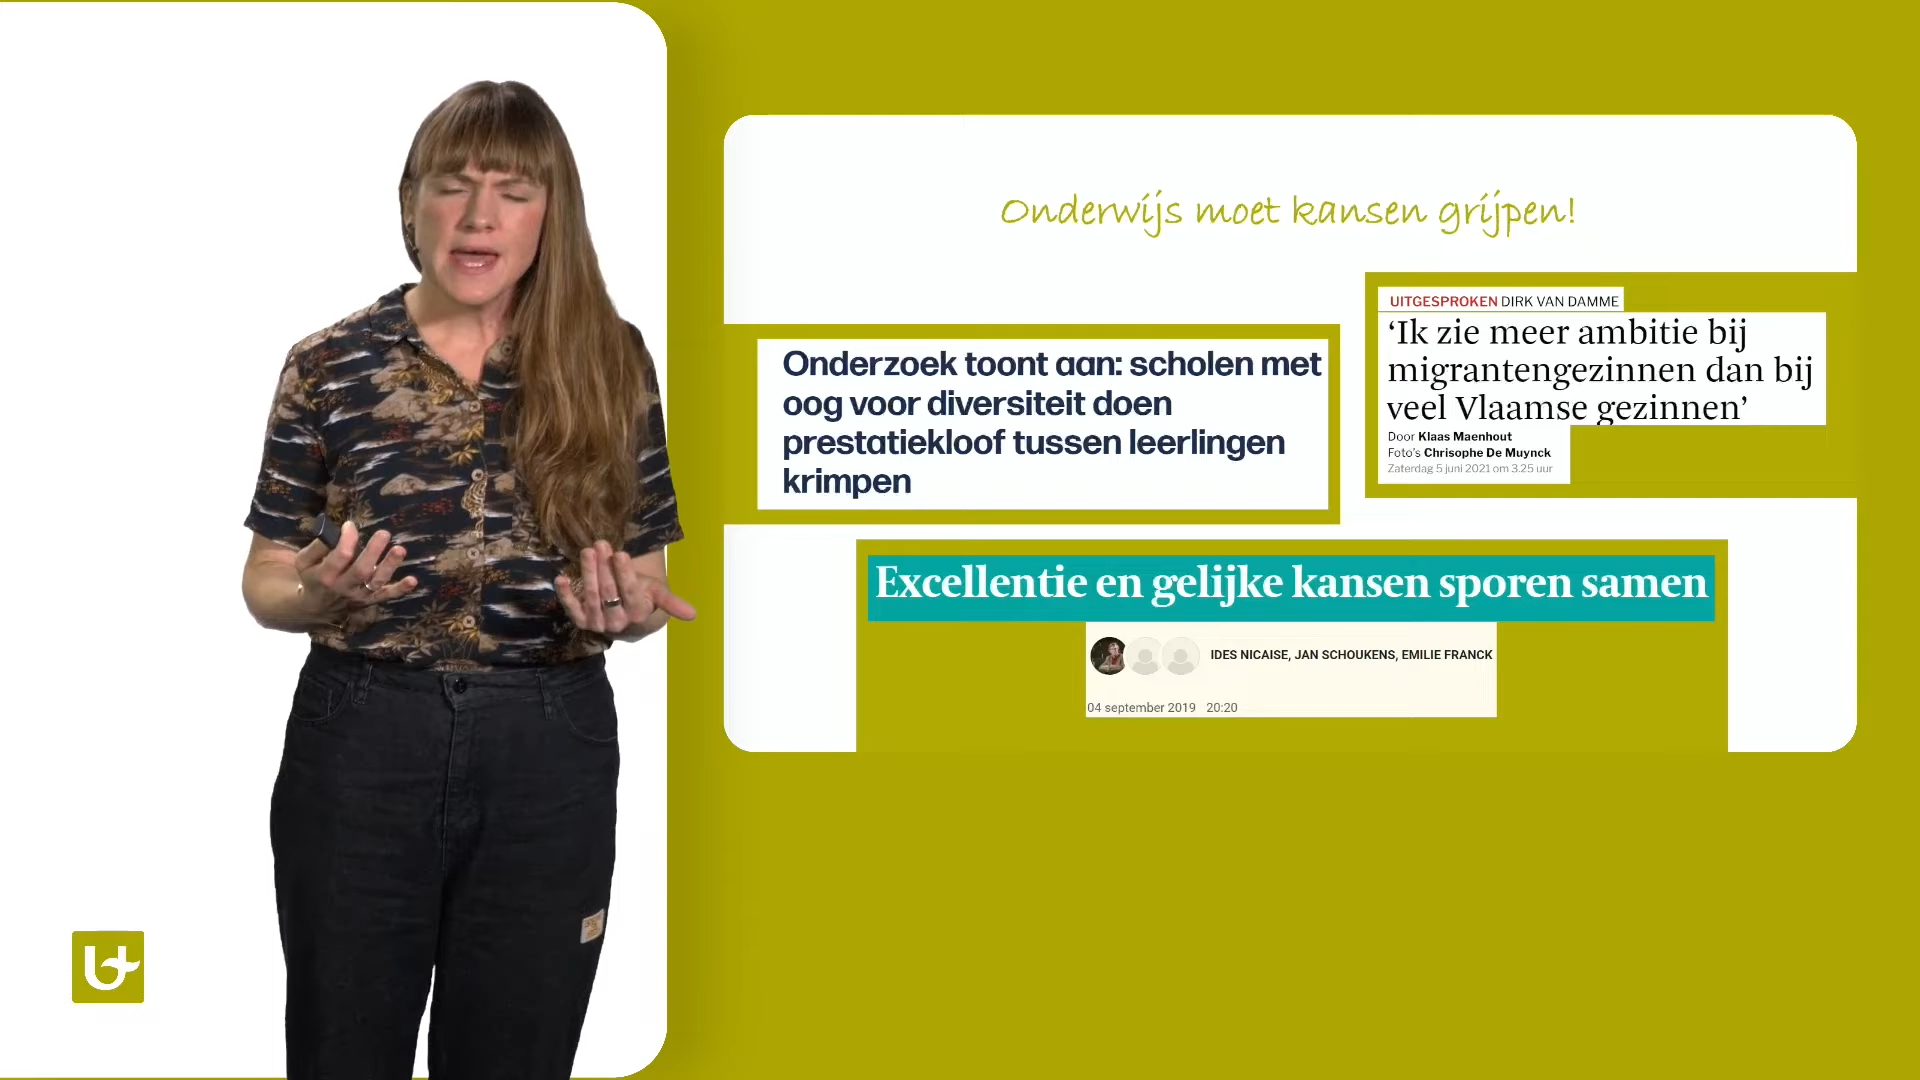 Onderwijs moet kansen grijpen!
Onderzoek toont aan: scholen met
oog voor diversiteit doen
prestatiekloof tussen leerlingen
krimpen
UITGESPROKEN DIRK VAN DAMME
‘Ik zie meer ambitie bij
migrantengezinnen dan bij
veel Vlaamse gezinnen’
Door Klaas Maenhout
Foto's Chrisophe De Muynck
Zaterdag 5 juni 2021 om 3.25 uur
Excellentie en gelijke kansen sporen samen
IDES NICAISE, JAN SCHOUKENS, EMILIE FRANCK
04 september 2019 20:20